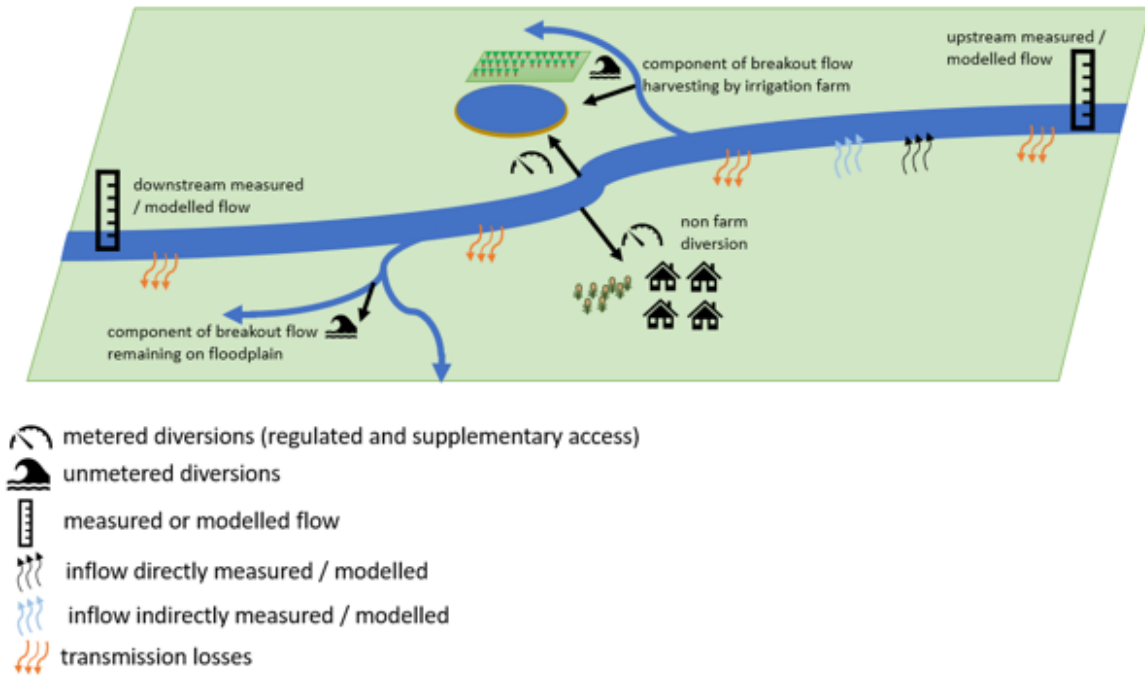 upstream measured /
modelled flow
component of breakout flow
harvesting by irrigation farm
downstream measured
/ modelled flow
non farm
diversion
component of breakout flow
remaining on floodplain
metered diversions (regulated and supplementary access)
unmetered diversions
measured or modelled flow
inflow directly measured / modelled
inflow indirectly measured / modelled
transmission losses